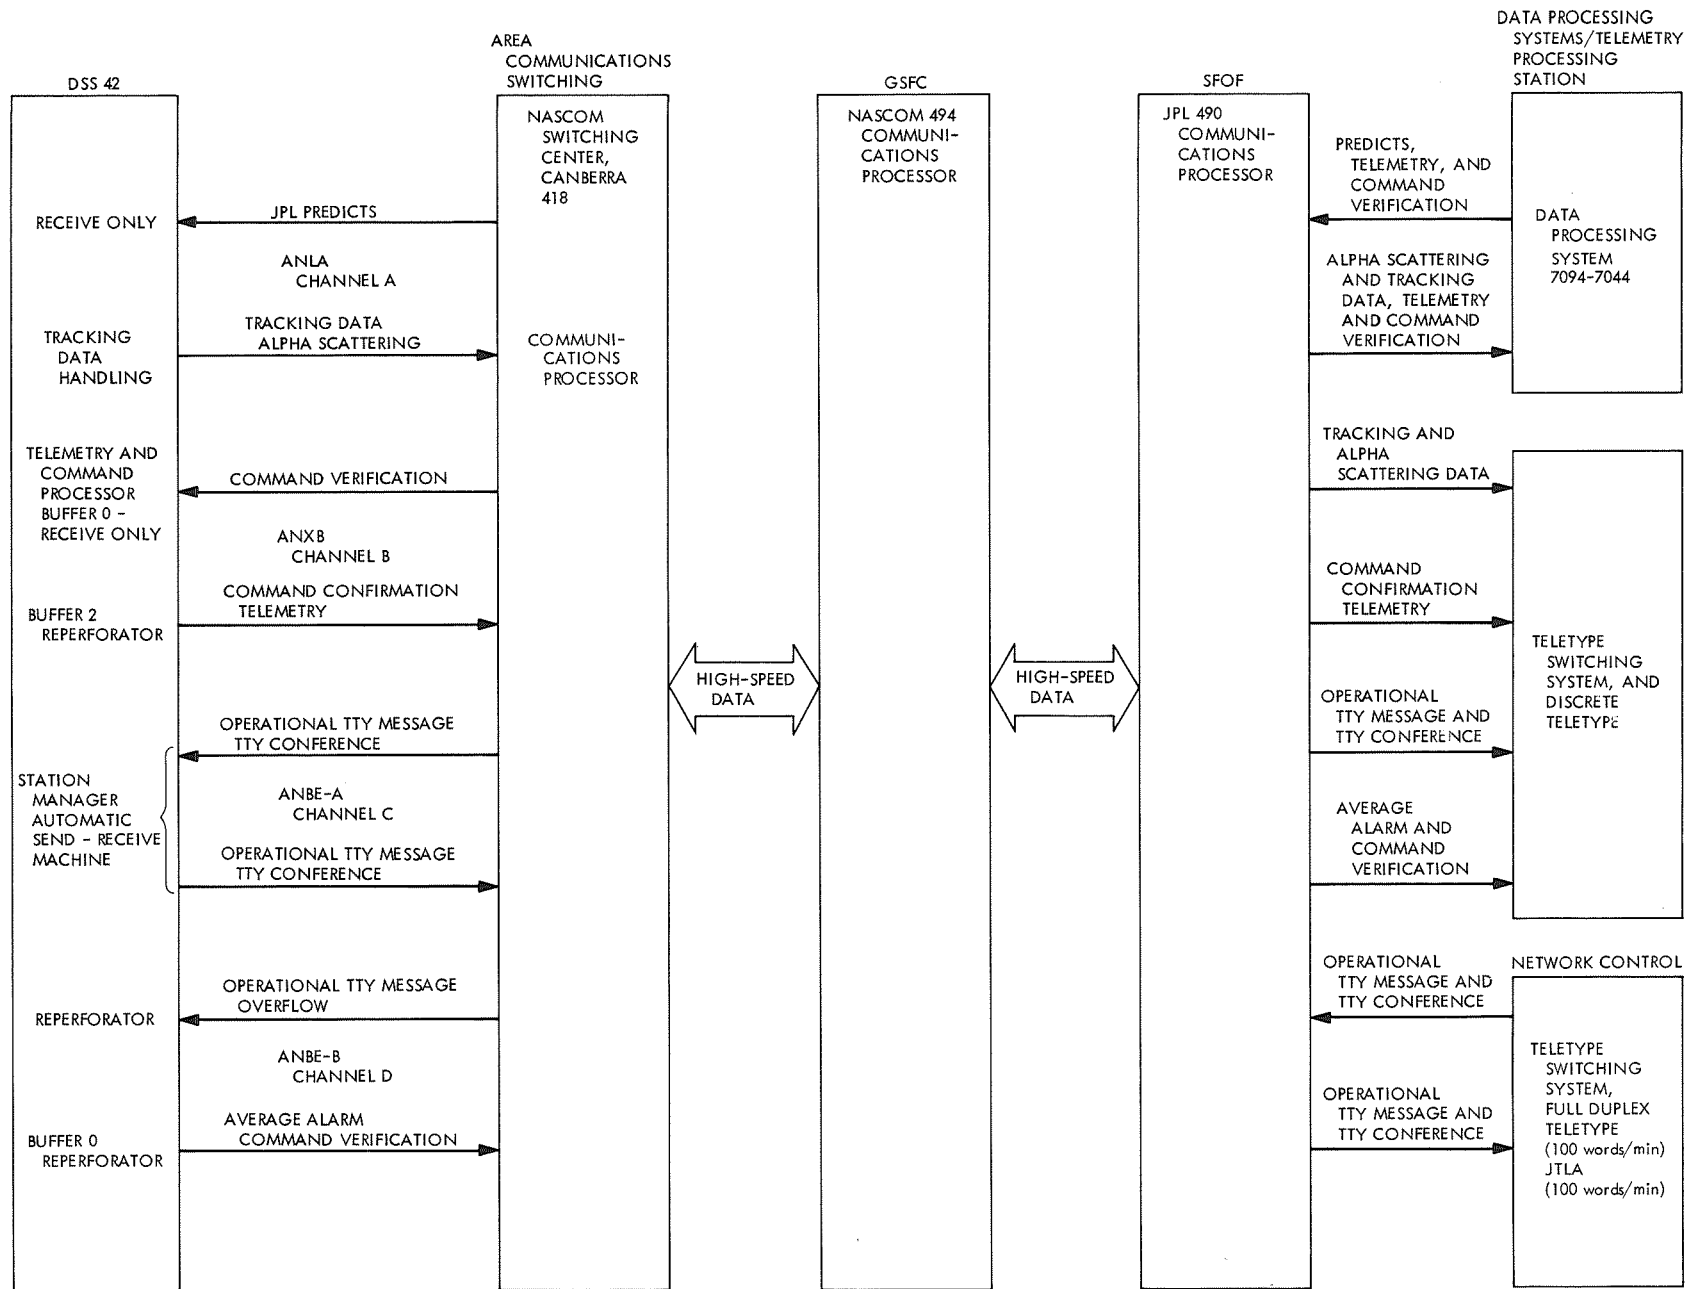 DSS 42
RECEIVE ONLY
TRACKING
DATA
HANDLING
TELEMETRY AND
COMMAND
PROCESSOR
BUFFER 0 -
RECEIVE ONLY
BUFFER 2
REPERFORATOR
STATION
MANAGER
AUTOMATIC
SEND - RECEIVE
MACHINE
REPERFORATOR
BUFFER 0
REPERFORATOR
JPL PREDICTS
ANLA
CHANNEL A
TRACKING DATA
ALPHA SCATTERING
COMMAND VERIFICATION
ANXB
CHANNEL B
COMMAND CONFIRMATION
TELEMETRY
OPERATIONAL TTY MESSAGE
TTY CONFERENCE
ANBE-A
CHANNEL C
OPERATIONAL TTY MESSAGE
TTY CONFERENCE
OPERATIONAL TTY MESSAGE
OVERFLOW
ANBE-B
CHANNEL D
AVERAGE ALARM
COMMAND VERIFICATION
AREA
COMMUNICATIONS
SWITCHING
NASCOM
SWITCHING
CENTER,
CANBERRA
418
COMMUNI-
CATIONS
PROCESSOR
HIGH-SPEED
DATA
GSFC
NASCOM 494
COMMUNI-
CATIONS
PROCESSOR
HIGH-SPEED
DATA
SFOF
JPL 490
COMMUNI-
CATIONS
PROCESSOR
PREDICTS,
TELEMETRY, AND
COMMAND
VERIFICATION
ALPHA SCATTERING
AND TRACKING
DATA, TELEMETRY
AND COMMAND
VERIFICATION
TRACKING AND
ALPHA
SCATTERING DATA
COMMAND
CONFIRMATION
TELEMETRY
OPERATIONAL
TTY MESSAGE AND
TTY CONFERENCE
AVERAGE
ALARM AND
COMMAND
VERIFICATION
OPERATIONAL
TTY MESSAGE AND
TTY CONFERENCE
OPERATIONAL
TTY MESSAGE AND
TTY CONFERENCE
DATA PROCESSING
SYSTEMS/TELEMETRY
PROCESSING
STATION
DATA
PROCESSING
SYSTEM
7094-7044
TELETYPE
SWITCHING
SYSTEM, AND
DISCRETE
TELETYPE
NETWORK CONTROL
TELETYPE
SWITCHING
SYSTEM,
FULL DUPLEX
TELETYPE
(100 words/min)
JTLA
(100 words/min)